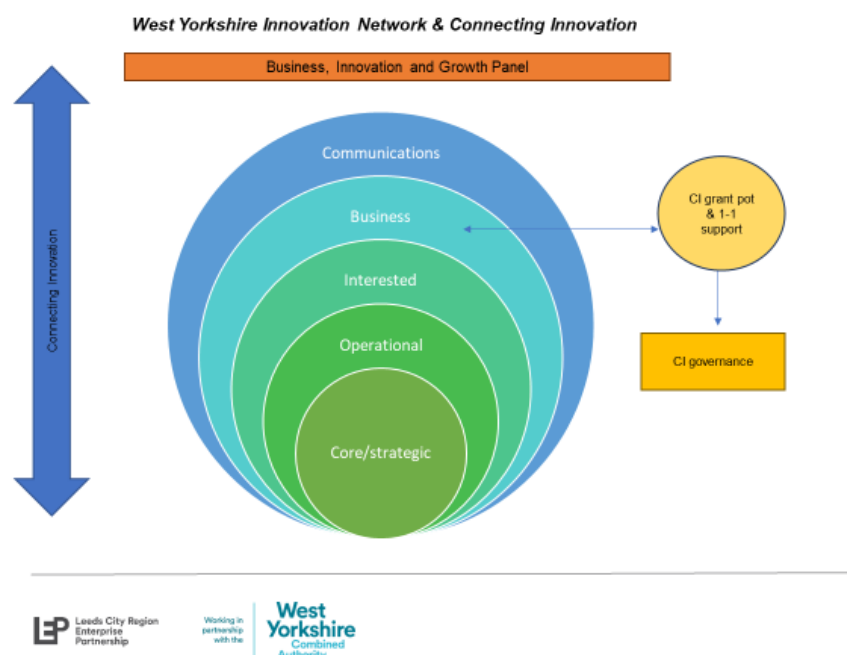 West Yorkshire Innovation Network & Connecting Innovation
Business, Innovation and Growth Panel
Connecting Innovation
Communications
Business
Interested
Operational
Core/strategic
CI grant pot
& 1-1
support
CI governance
LEP
Leeds City Region
Enterprise
Partnership
Working in
partnership
with the
West
Yorkshire
Combined
Authority